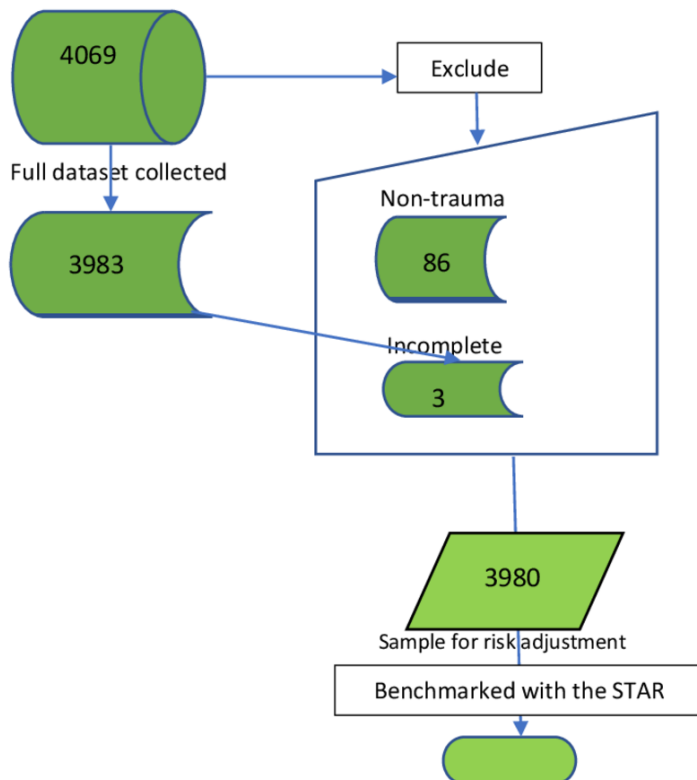 4069
Exclude
Full dataset collected
3983
Non-trauma
86
Incomplete
3
3980
Sample for risk adjustment
Benchmarked with the STAR